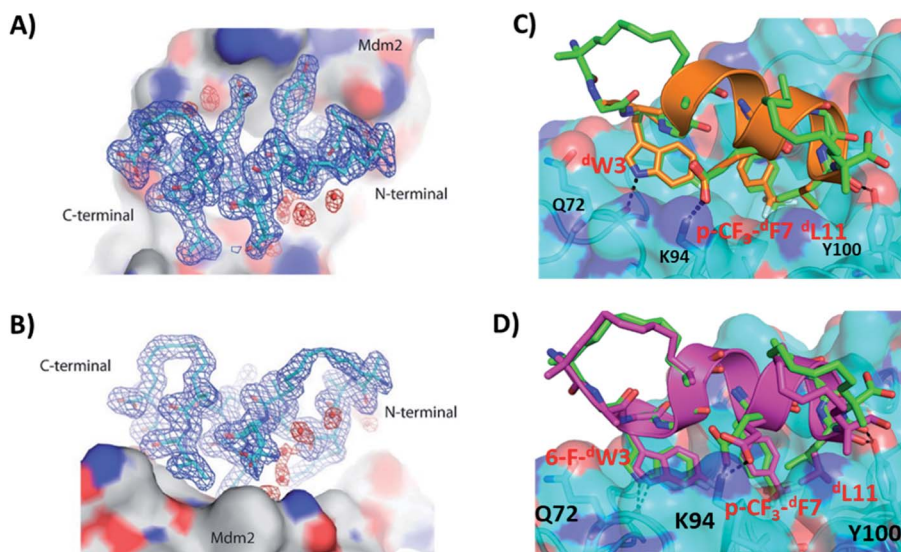 A)
Mdm2
C-terminal
N-terminal
B)
C-terminal
N-terminal
Mdm2
C)
ᵈW3
Q72
p-CF₃-ᵈF7 ᵈL11
K94
Y100
D)
6-F-ᵈW3
ᵈL11
Q72
K94
p-CF₃-ᵈF7
Y100